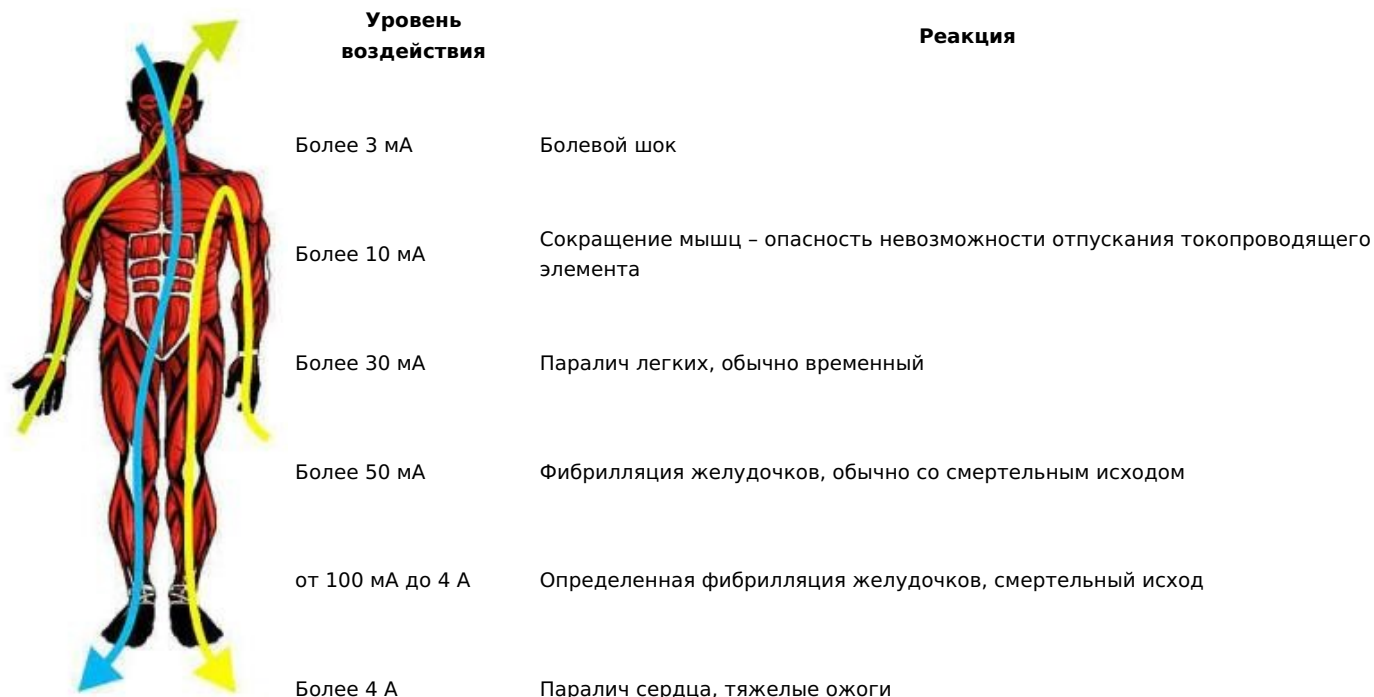 Уровень
воздействия
Реакция
Более 3 мА
Болевой шок
Более 10 мА
Сокращение мышц – опасность невозможности отпускания токопроводящего
элемента
Более 30 мА
Паралич легких, обычно временный
Более 50 мА
Фибрилляция желудочков, обычно со смертельным исходом
от 100 мА до 4 А
Определенная фибрилляция желудочков, смертельный исход
Более 4 А
Паралич сердца, тяжелые ожоги